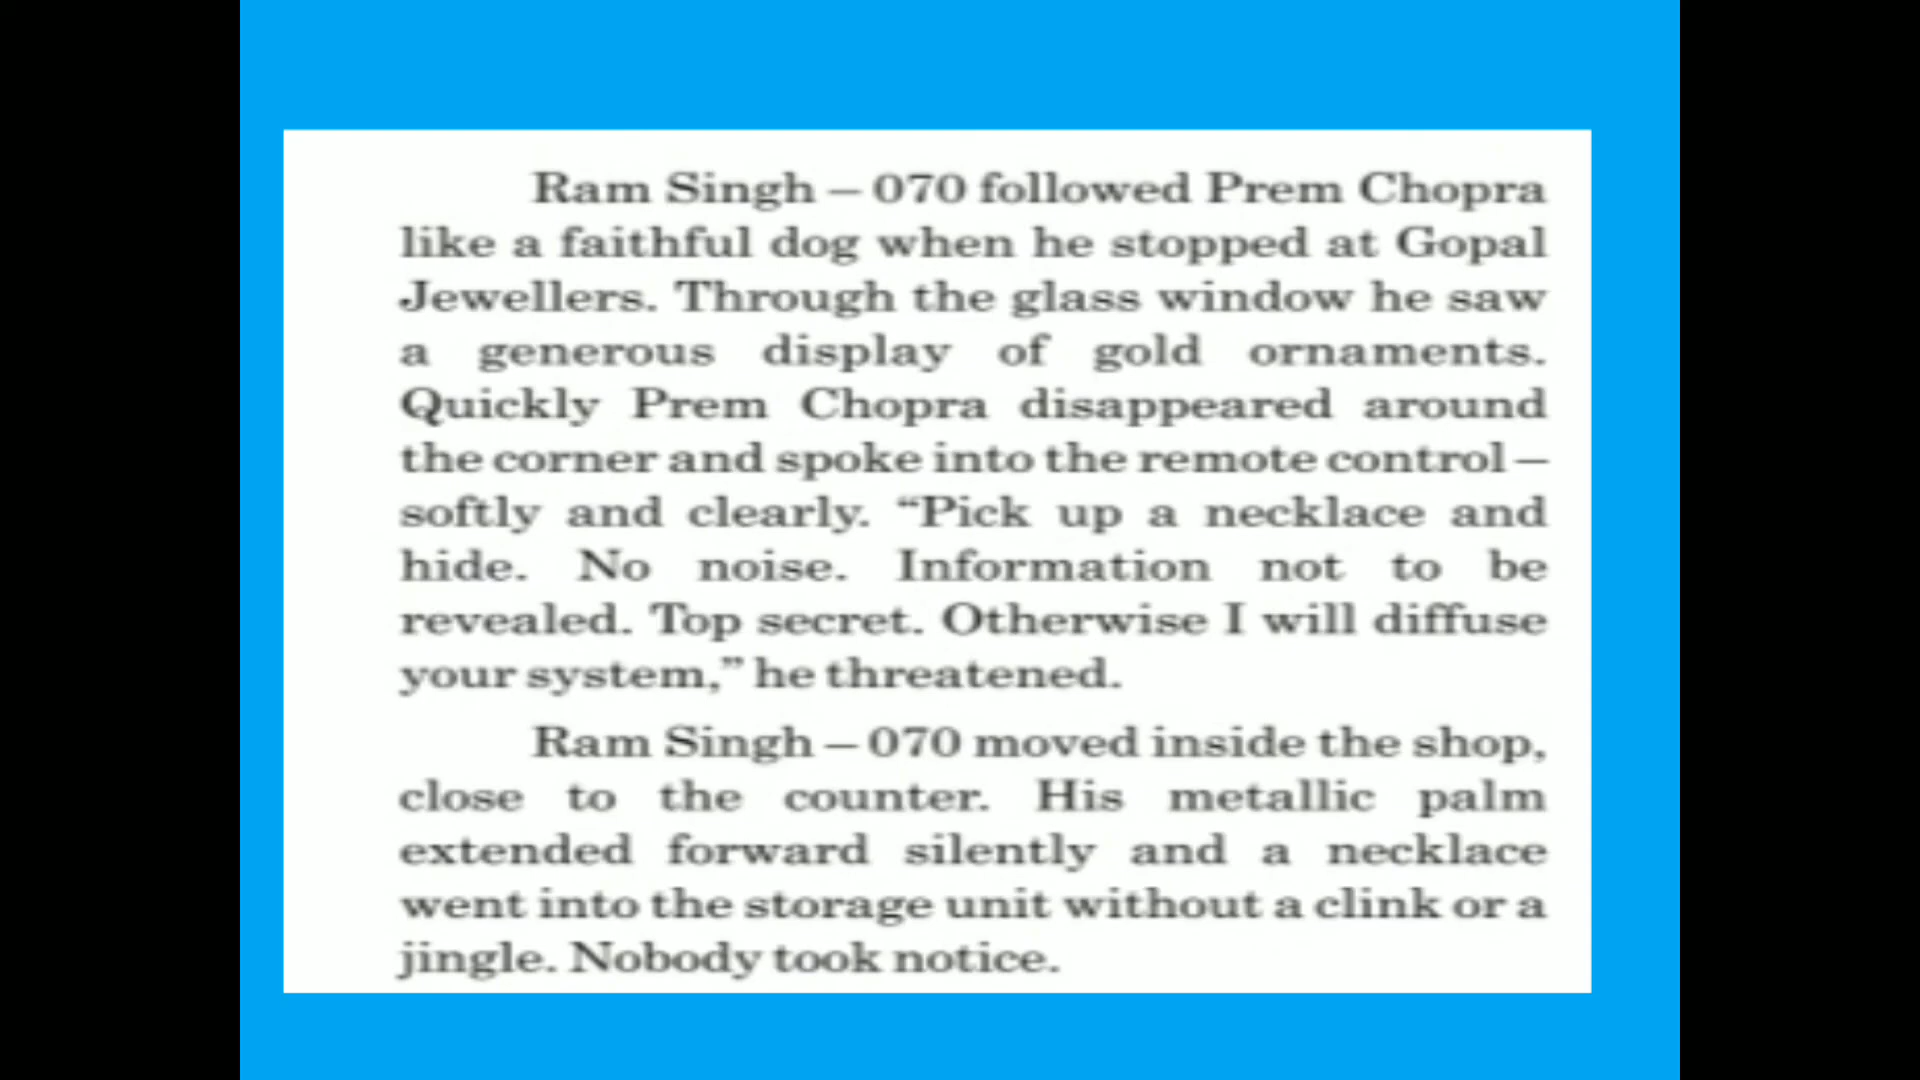 Ram Singh – 070 followed Prem Chopra
like a faithful dog when he stopped at Gopal
Jewellers. Through the glass window he saw
a generous display of gold ornaments.
Quickly Prem Chopra disappeared around
the corner and spoke into the remote control –
softly and clearly. “Pick up a necklace and
hide. No noise. Information not to be
revealed. Top secret. Otherwise I will diffuse
your system,” he threatened.
Ram Singh – 070 moved inside the shop,
close to the counter. His metallic palm
extended forward silently and a necklace
went into the storage unit without a clink or a
jingle. Nobody took notice.